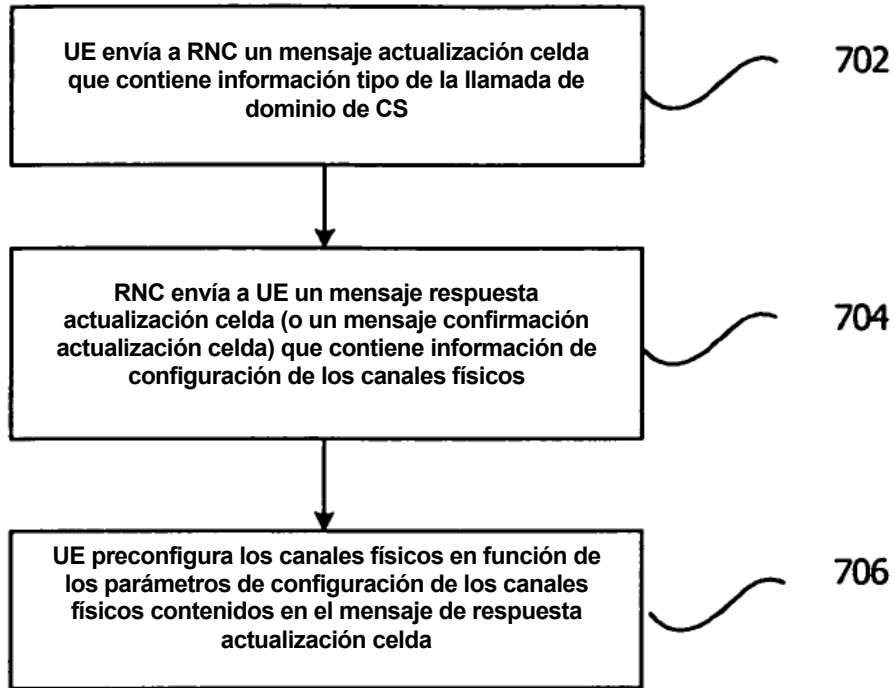 UE envía a RNC un mensaje actualización celda
que contiene información tipo de la llamada de
dominio de CS
702
RNC envía a UE un mensaje respuesta
actualización celda (o un mensaje confirmación
actualización celda) que contiene información de
configuración de los canales físicos
704
UE preconfigura los canales físicos en función de
los parámetros de configuración de los canales
físicos contenidos en el mensaje de respuesta
actualización celda
706